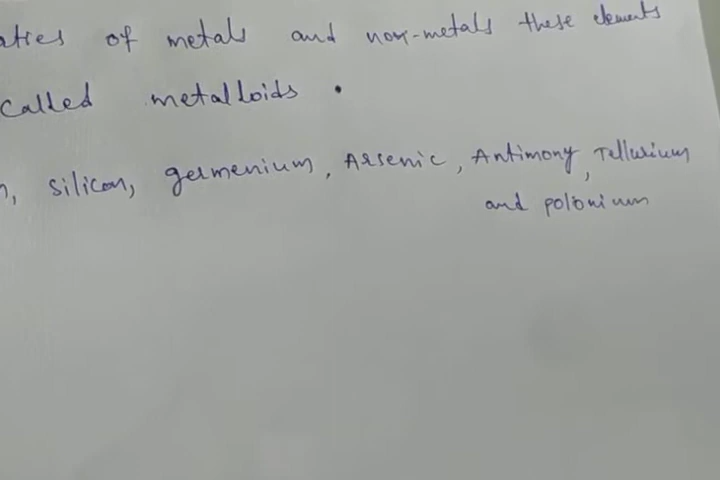 of metals and non-metals these elements
called metalloids .
silicon, germenium, Arsenic, Antimony, Tellurium
and polonium